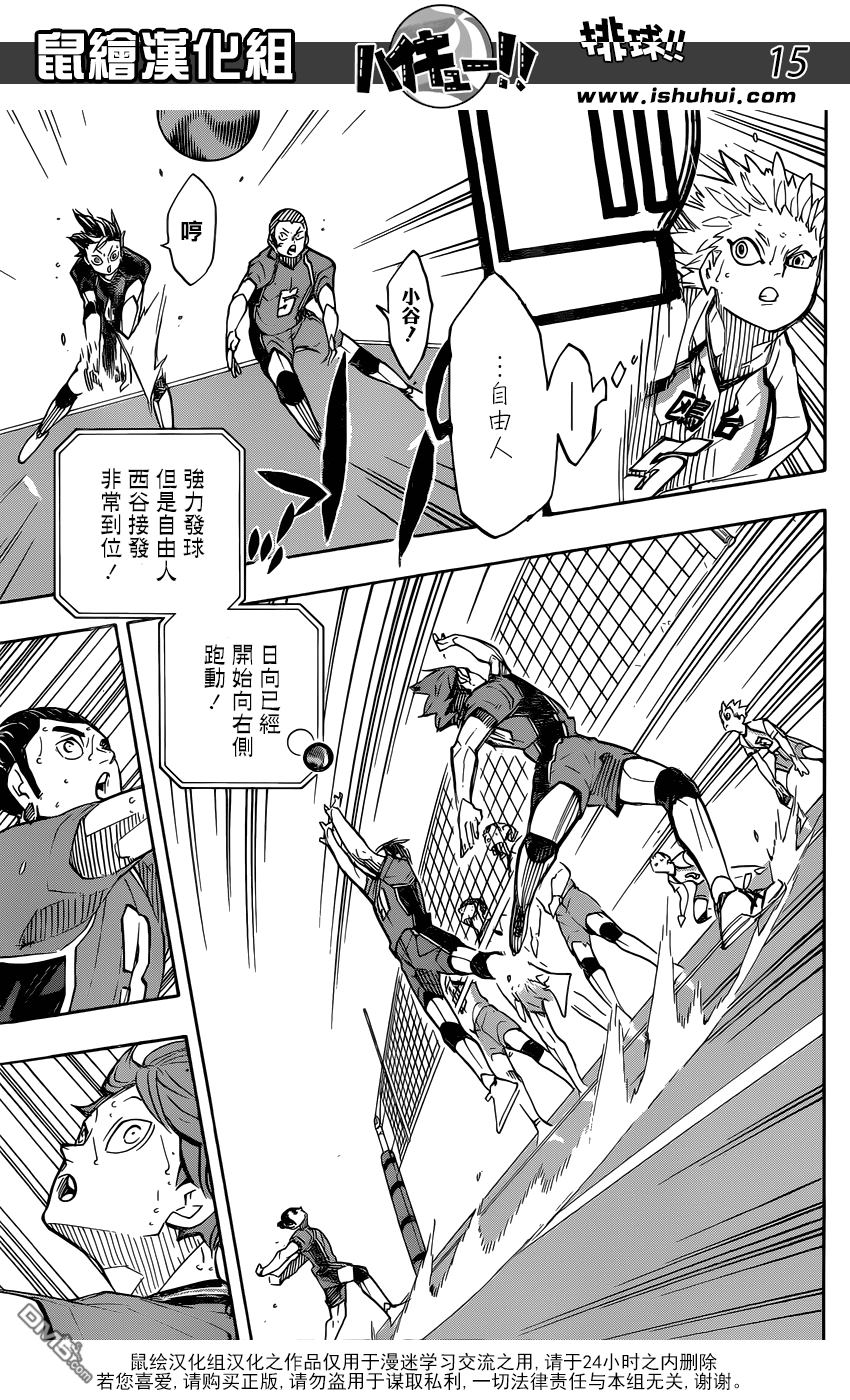 鼠繪漢化組
ハイキュー!!
排球!!
15
www.ishuhui.com
鴎台
…自由人
小谷!
哼
5
強力發球
但是自由人
西谷接發
非常到位!
日向已經
開始向右側
跑動!
鼠绘汉化组汉化之作品仅用于漫迷学习交流之用, 请于24小时之内删除
若您喜爱, 请购买正版, 请勿盗用于谋取私利, 一切法律责任与本组无关, 谢谢。